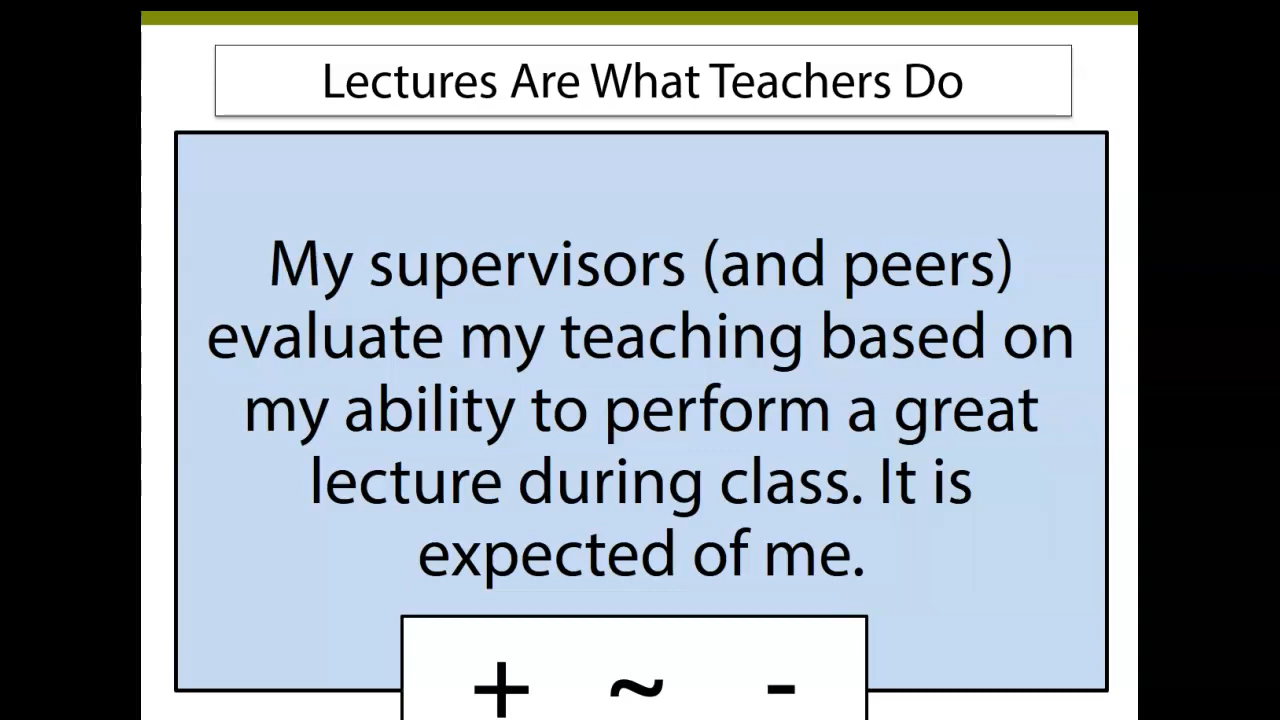 Lectures Are What Teachers Do
My supervisors (and peers)
evaluate my teaching based on
my ability to perform a great
lecture during class. It is
expected of me.
+ ~ -